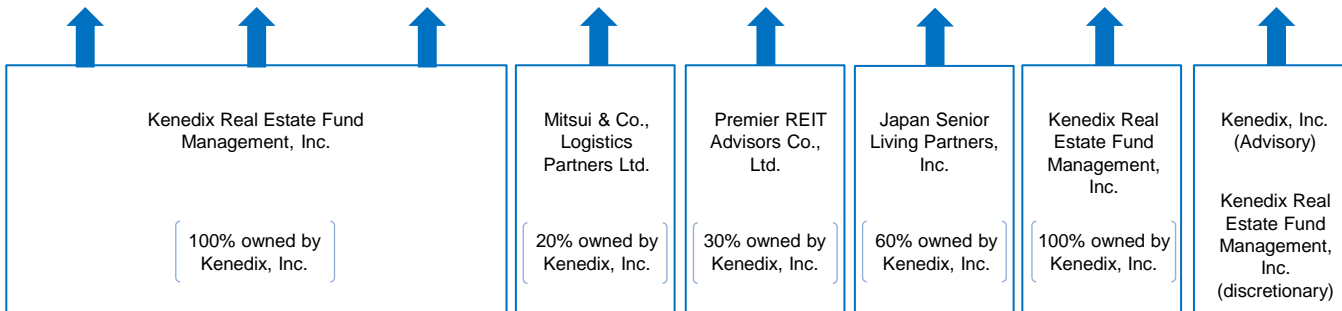 Kenedix Real Estate Fund
Management, Inc.
100% owned by
Kenedix, Inc.
Mitsui & Co.,
Logistics
Partners Ltd.
20% owned by
Kenedix, Inc.
Premier REIT
Advisors Co.,
Ltd.
30% owned by
Kenedix, Inc.
Japan Senior
Living Partners,
Inc.
60% owned by
Kenedix, Inc.
Kenedix Real
Estate Fund
Management,
Inc.
100% owned by
Kenedix, Inc.
Kenedix, Inc.
(Advisory)
Kenedix Real
Estate Fund
Management,
Inc.
(discretionary)